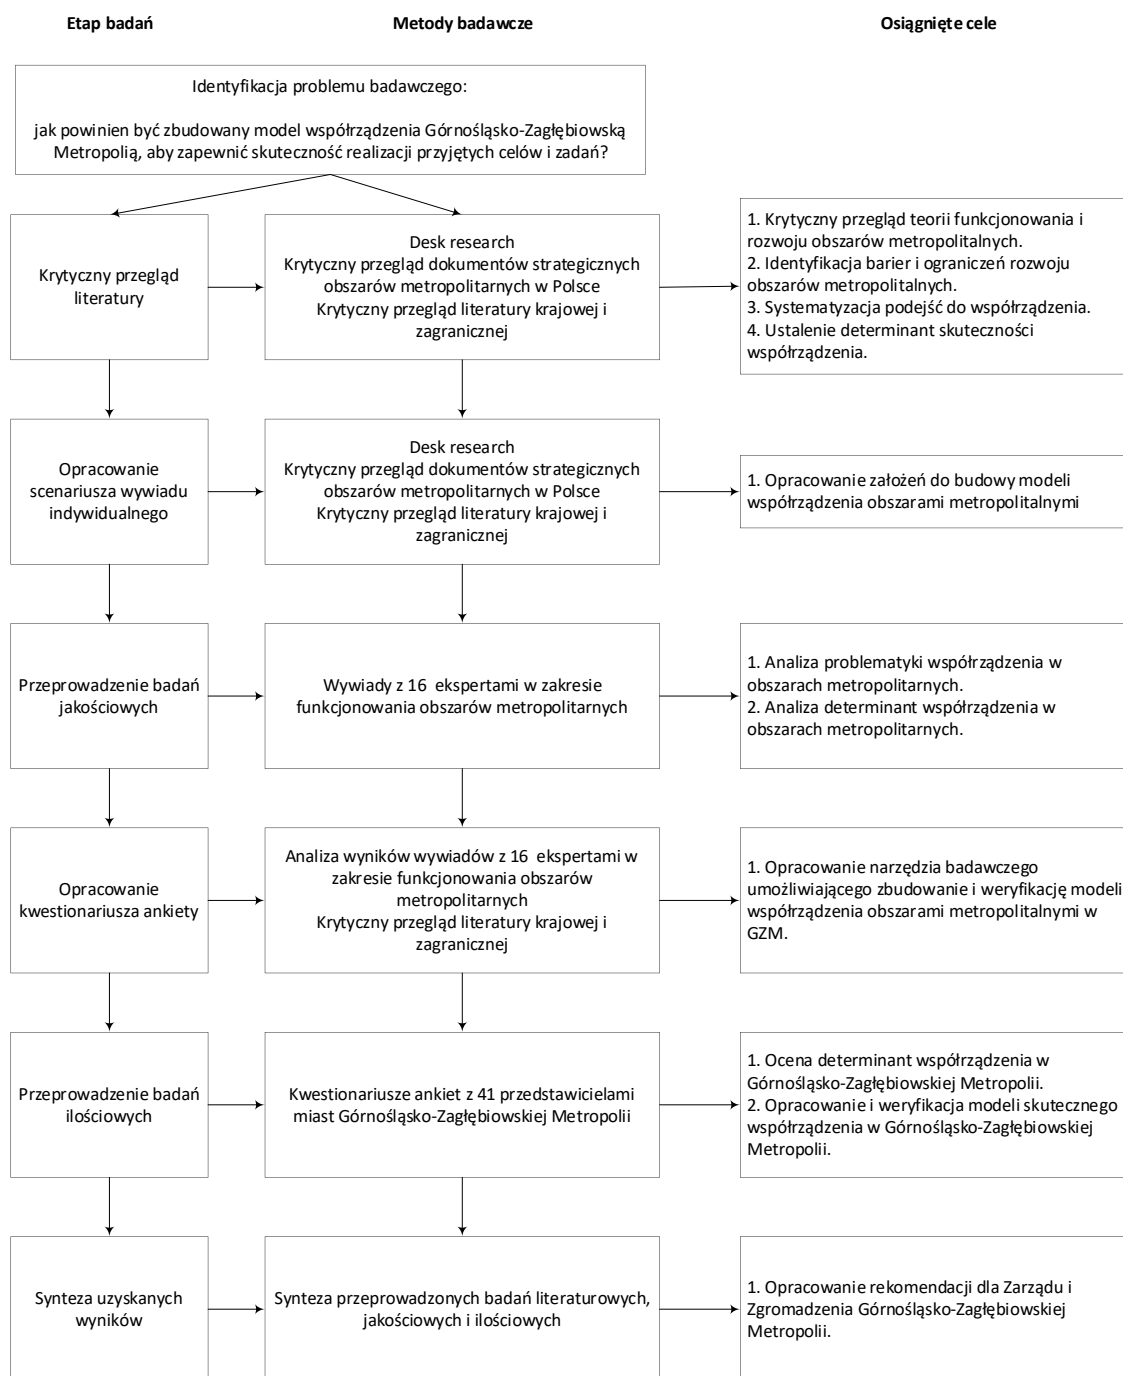 Etap badań
Metody badawcze
Osiągnięte cele
Identyfikacja problemu badawczego:
jak powinien być zbudowany model współrządzenia Górnośląsko-Zagłębiowską
Metropolią, aby zapewnić skuteczność realizacji przyjętych celów i zadań?
Krytyczny przegląd
literatury
Desk research
Krytyczny przegląd dokumentów strategicznych
obszarów metropolitarnych w Polsce
Krytyczny przegląd literatury krajowej i
zagranicznej
1. Krytyczny przegląd teorii funkcjonowania i
rozwoju obszarów metropolitalnych.
2. Identyfikacja barier i ograniczeń rozwoju
obszarów metropolitalnych.
3. Systematyzacja podejść do współrządzenia.
4. Ustalenie determinant skuteczności
współrządzenia.
Opracowanie
scenariusza wywiadu
indywidualnego
Desk research
Krytyczny przegląd dokumentów strategicznych
obszarów metropolitarnych w Polsce
Krytyczny przegląd literatury krajowej i
zagranicznej
1. Opracowanie założeń do budowy modeli
współrządzenia obszarami metropolitalnymi
Przeprowadzenie badań
jakościowych
Wywiady z 16 ekspertami w zakresie
funkcjonowania obszarów metropolitarnych
1. Analiza problematyki współrządzenia w
obszarach metropolitarnych.
2. Analiza determinant współrządzenia w
obszarach metropolitarnych.
Opracowanie
kwestionariusza ankiety
Analiza wyników wywiadów z 16 ekspertami w
zakresie funkcjonowania obszarów
metropolitarnych
Krytyczny przegląd literatury krajowej i
zagranicznej
1. Opracowanie narzędzia badawczego
umożliwiającego zbudowanie i weryfikację modeli
współrządzenia obszarami metropolitalnymi w
GZM.
Przeprowadzenie badań
ilościowych
Kwestionariusze ankiet z 41 przedstawicielami
miast Górnośląsko-Zagłębiowskiej Metropolii
1. Ocena determinant współrządzenia w
Górnośląsko-Zagłębiowskiej Metropolii.
2. Opracowanie i weryfikacja modeli skutecznego
współrządzenia w Górnośląsko-Zagłębiowskiej
Metropolii.
Synteza uzyskanych
wyników
Synteza przeprowadzonych badań literaturowych,
jakościowych i ilościowych
1. Opracowanie rekomendacji dla Zarządu i
Zgromadzenia Górnośląsko-Zagłębiowskiej
Metropolii.